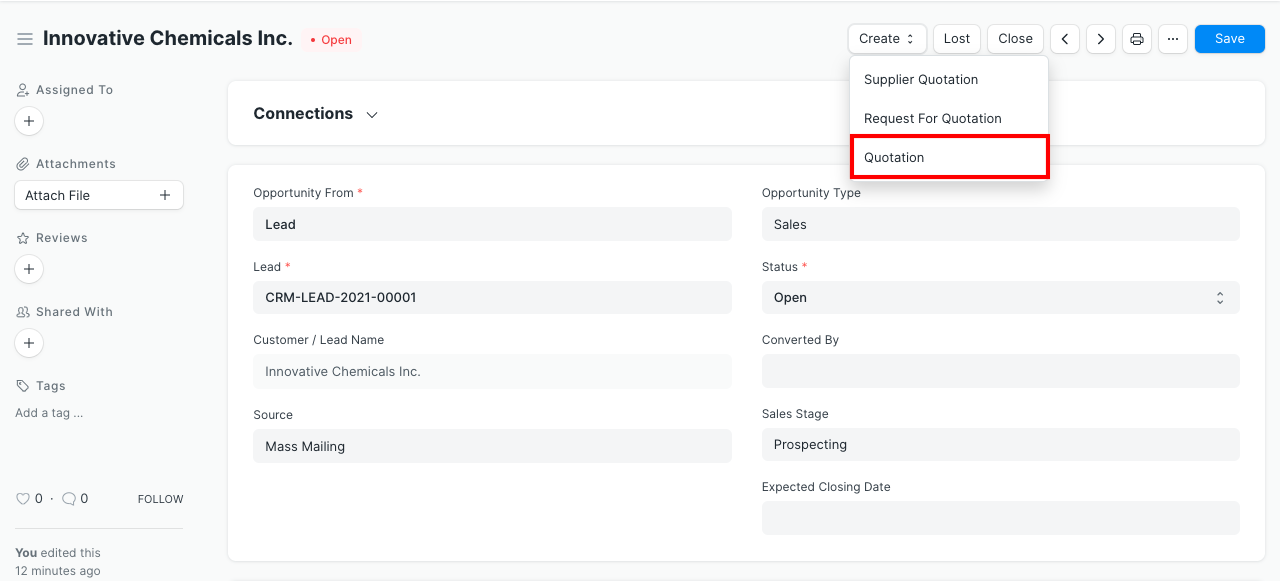 Innovative Chemicals Inc.
• Open
Create
Lost
Close
...
Save
Supplier Quotation
Request For Quotation
Quotation
Assigned To
+
Attachments
Attach File +
Reviews
+
Shared With
+
Tags
Add a tag ...
0 · 0 FOLLOW
You edited this
12 minutes ago
Connections
Opportunity From *
Lead
Lead *
CRM-LEAD-2021-00001
Customer / Lead Name
Innovative Chemicals Inc.
Source
Mass Mailing
Opportunity Type
Sales
Status *
Open
Converted By
Sales Stage
Prospecting
Expected Closing Date